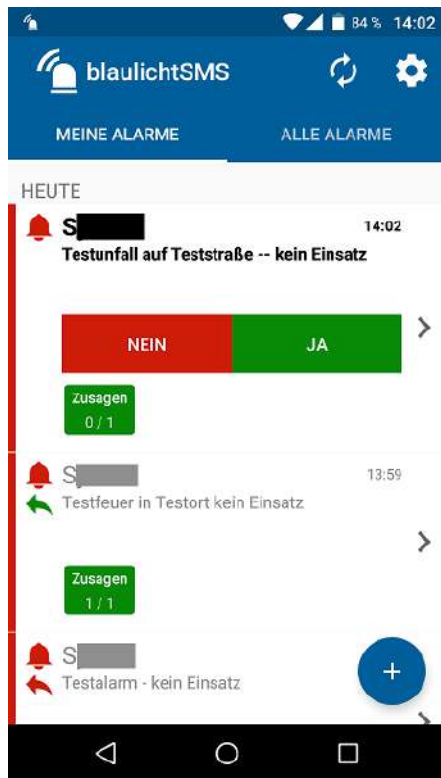 84 % 14:02
blaulichtSMS
MEINE ALARME ALLE ALARME
HEUTE
S 14:02
Testunfall auf Teststraße -- kein Einsatz
NEIN JA
Zusagen
0 / 1
S 13:59
Testfeuer in Testort kein Einsatz
Zusagen
1 / 1
S
Testalarm - kein Einsatz
+